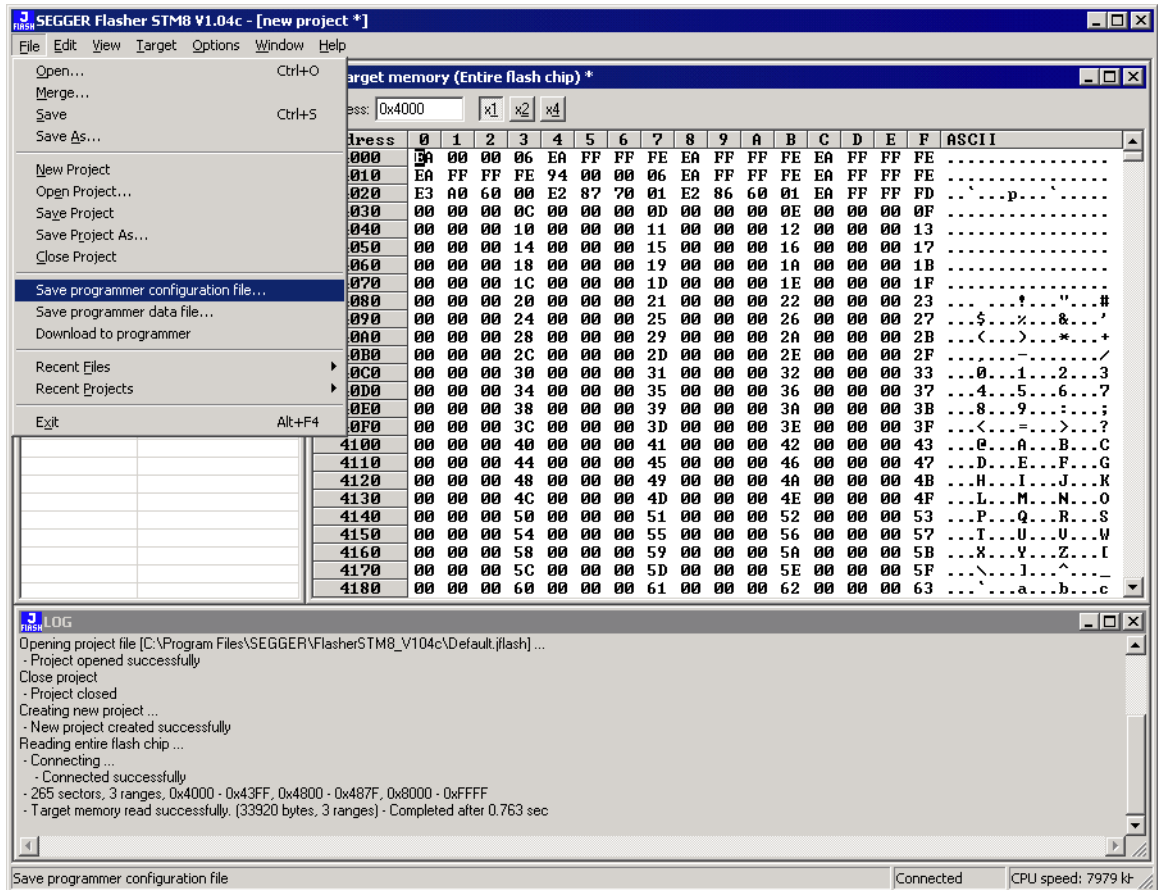 SEGGER Flasher STM8 V1.04c - [new project *]
File Edit View Target Options Window Help
Open... Ctrl+O
Merge...
Save Ctrl+S
Save As...
New Project
Open Project...
Save Project
Save Project As...
Close Project
Save programmer configuration file...
Save programmer data file...
Download to programmer
Recent Files
Recent Projects
Exit Alt+F4
arget memory (Entire flash chip) *
ess: 0x4000 x1 x2 x4
dress 0 1 2 3 4 5 6 7 8 9 A B C D E F ASCII
000 EA 00 00 06 EA FF FF FE EA FF FF FE EA FF FF FE ................
010 EA FF FF FE 94 00 00 06 EA FF FF FE EA FF FF FE ................
020 E3 A0 60 00 E2 87 70 01 E2 86 60 01 EA FF FF FD ..`...p...`.....
030 00 00 00 0C 00 00 00 0D 00 00 00 0E 00 00 00 0F ................
040 00 00 00 10 00 00 00 11 00 00 00 12 00 00 00 13 ................
050 00 00 00 14 00 00 00 15 00 00 00 16 00 00 00 17 ................
060 00 00 00 18 00 00 00 19 00 00 00 1A 00 00 00 1B ................
070 00 00 00 1C 00 00 00 1D 00 00 00 1E 00 00 00 1F ................
080 00 00 00 20 00 00 00 21 00 00 00 22 00 00 00 23 ... ...!..."...#
090 00 00 00 24 00 00 00 25 00 00 00 26 00 00 00 27 ...$...%...&...'
0A0 00 00 00 28 00 00 00 29 00 00 00 2A 00 00 00 2B ...(...)...*...+
0B0 00 00 00 2C 00 00 00 2D 00 00 00 2E 00 00 00 2F ...,...-......./
0C0 00 00 00 30 00 00 00 31 00 00 00 32 00 00 00 33 ...0...1...2...3
0D0 00 00 00 34 00 00 00 35 00 00 00 36 00 00 00 37 ...4...5...6...7
0E0 00 00 00 38 00 00 00 39 00 00 00 3A 00 00 00 3B ...8...9...:...;
0F0 00 00 00 3C 00 00 00 3D 00 00 00 3E 00 00 00 3F ...<...=...>...?
4100 00 00 00 40 00 00 00 41 00 00 00 42 00 00 00 43 ...@...A...B...C
4110 00 00 00 44 00 00 00 45 00 00 00 46 00 00 00 47 ...D...E...F...G
4120 00 00 00 48 00 00 00 49 00 00 00 4A 00 00 00 4B ...H...I...J...K
4130 00 00 00 4C 00 00 00 4D 00 00 00 4E 00 00 00 4F ...L...M...N...O
4140 00 00 00 50 00 00 00 51 00 00 00 52 00 00 00 53 ...P...Q...R...S
4150 00 00 00 54 00 00 00 55 00 00 00 56 00 00 00 57 ...T...U...V...W
4160 00 00 00 58 00 00 00 59 00 00 00 5A 00 00 00 5B ...X...Y...Z...[
4170 00 00 00 5C 00 00 00 5D 00 00 00 5E 00 00 00 5F ...\...]...^..._
4180 00 00 00 60 00 00 00 61 00 00 00 62 00 00 00 63 ...`...a...b...c
LOG
Opening project file [C:\Program Files\SEGGER\FlasherSTM8_V104c\Default.jflash] ...
- Project opened successfully
Close project
- Project closed
Creating new project ...
- New project created successfully
Reading entire flash chip ...
- Connecting ...
- Connected successfully
- 265 sectors, 3 ranges, 0x4000 - 0x43FF, 0x4800 - 0x487F, 0x8000 - 0xFFFF
- Target memory read successfully. (33920 bytes, 3 ranges) - Completed after 0.763 sec
Save programmer configuration file Connected CPU speed: 7979 kH